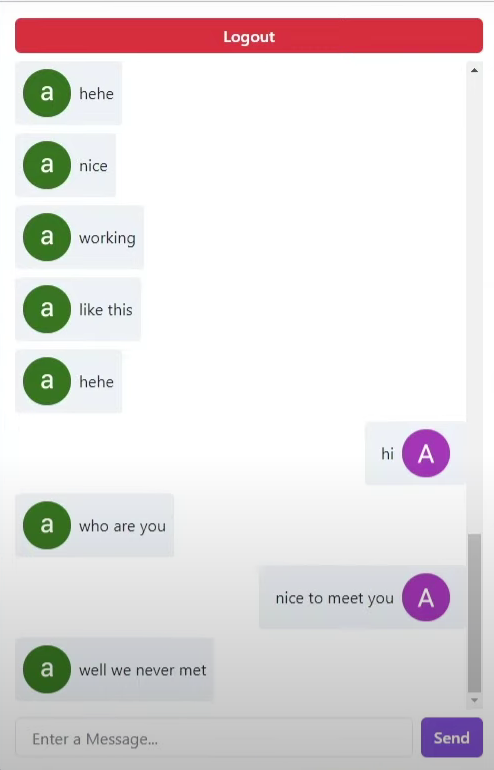 Logout
a hehe
a nice
a working
a like this
a hehe
hi A
a who are you
nice to meet you A
a well we never met
Enter a Message... Send